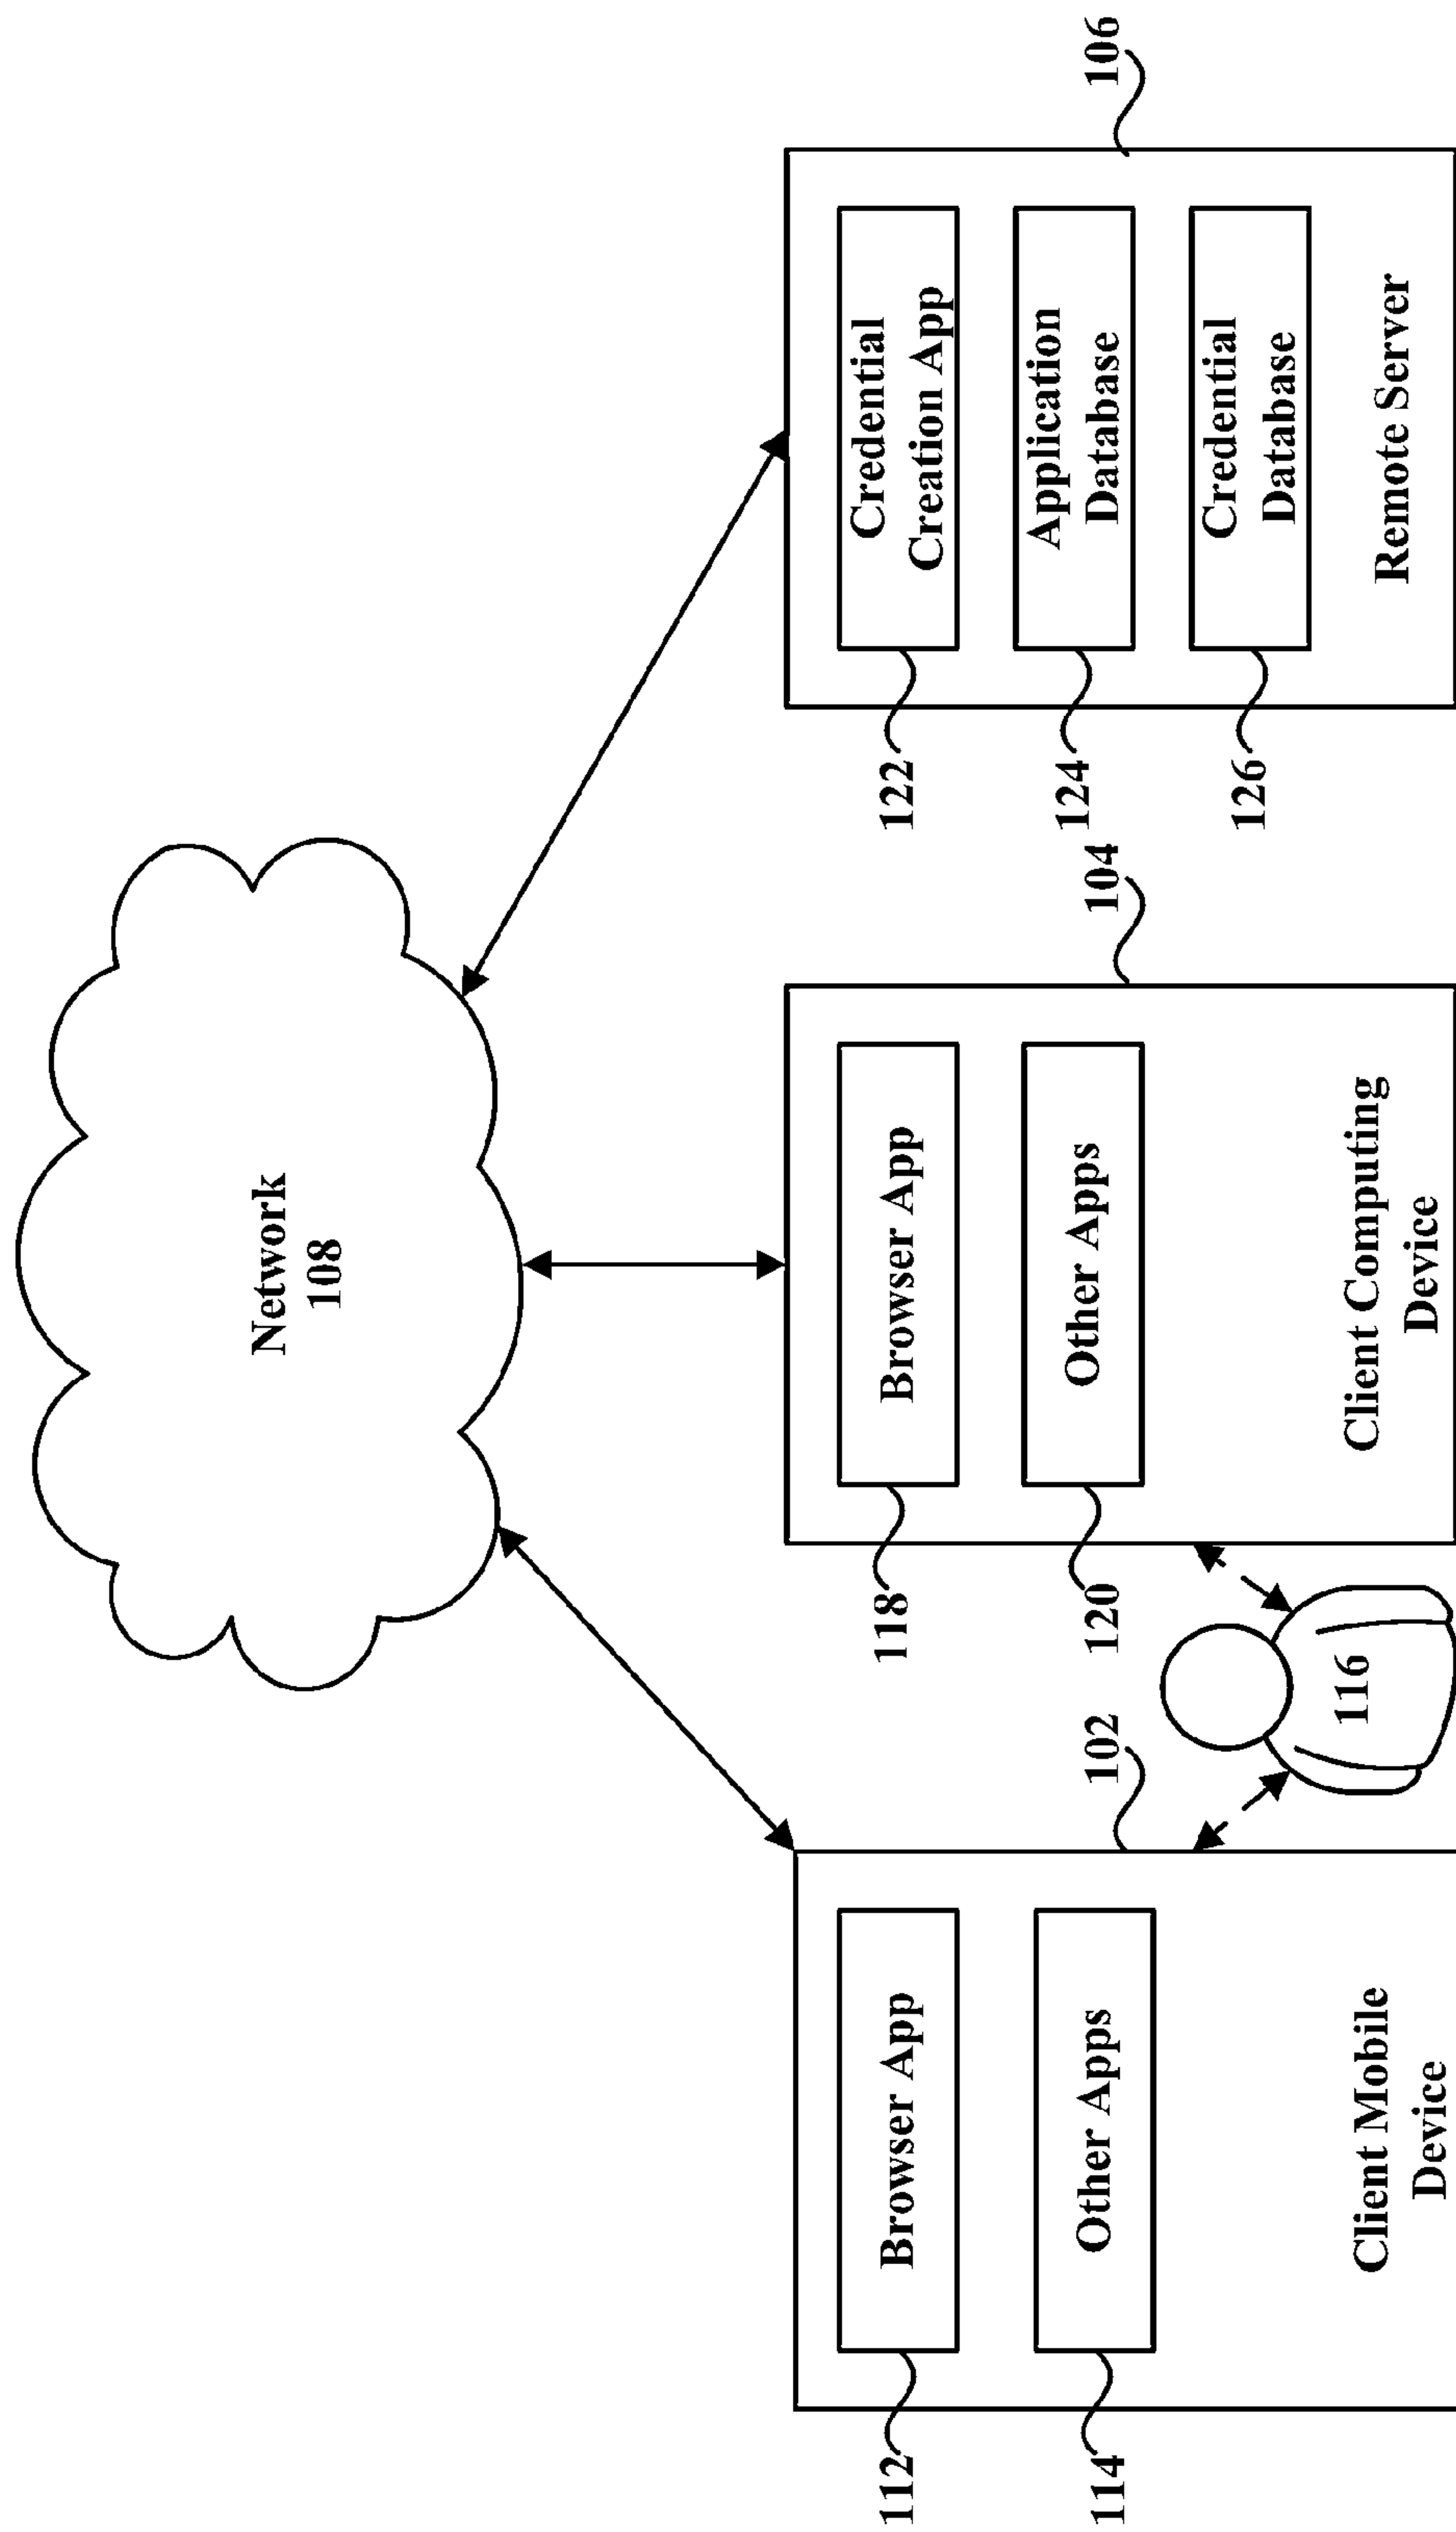 Network
108
102
104
106
112
Browser App
114
Other Apps
Client Mobile
Device
116
118
Browser App
120
Other Apps
Client Computing
Device
122
Credential
Creation App
124
Application
Database
126
Credential
Database
Remote Server